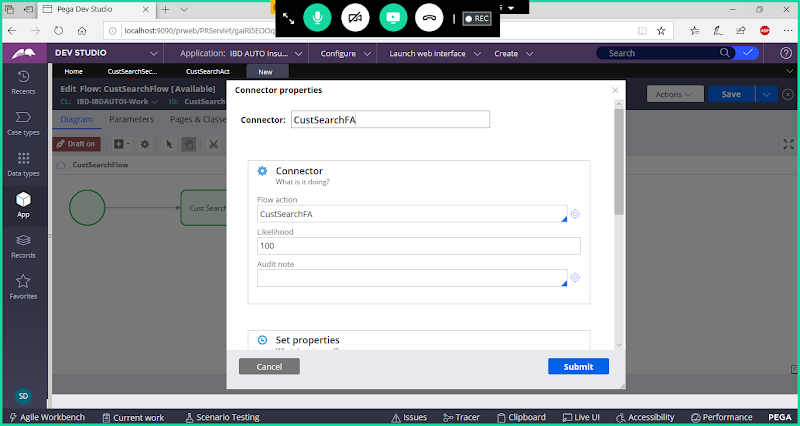 Pega Dev Studio
REC
localhost:9090/prweb/PRServlet/gaiRl5EOOq
ABP
DEV STUDIO
Application: IBD AUTO Insu...
Configure
Launch web Interface
Create
Search
Recents
Case types
Data types
App
Records
Favorites
SD
Home
CustSearchSec...
CustSearchAct
New
Edit Flow: CustSearchFlow [Available]
CL: IBD-IBDAUTOI-Work
ID: CustSearch
Actions
Save
Diagram
Parameters
Pages & Classe
Draft on
CustSearchFlow
Cust Search
Connector properties
Connector: CustSearchFA
Connector
What is it doing?
Flow action
CustSearchFA
Likelihood
100
Audit note
Set properties
Cancel
Submit
Agile Workbench
Current work
Scenario Testing
Issues
Tracer
Clipboard
Live UI
Accessibility
Performance
PEGA